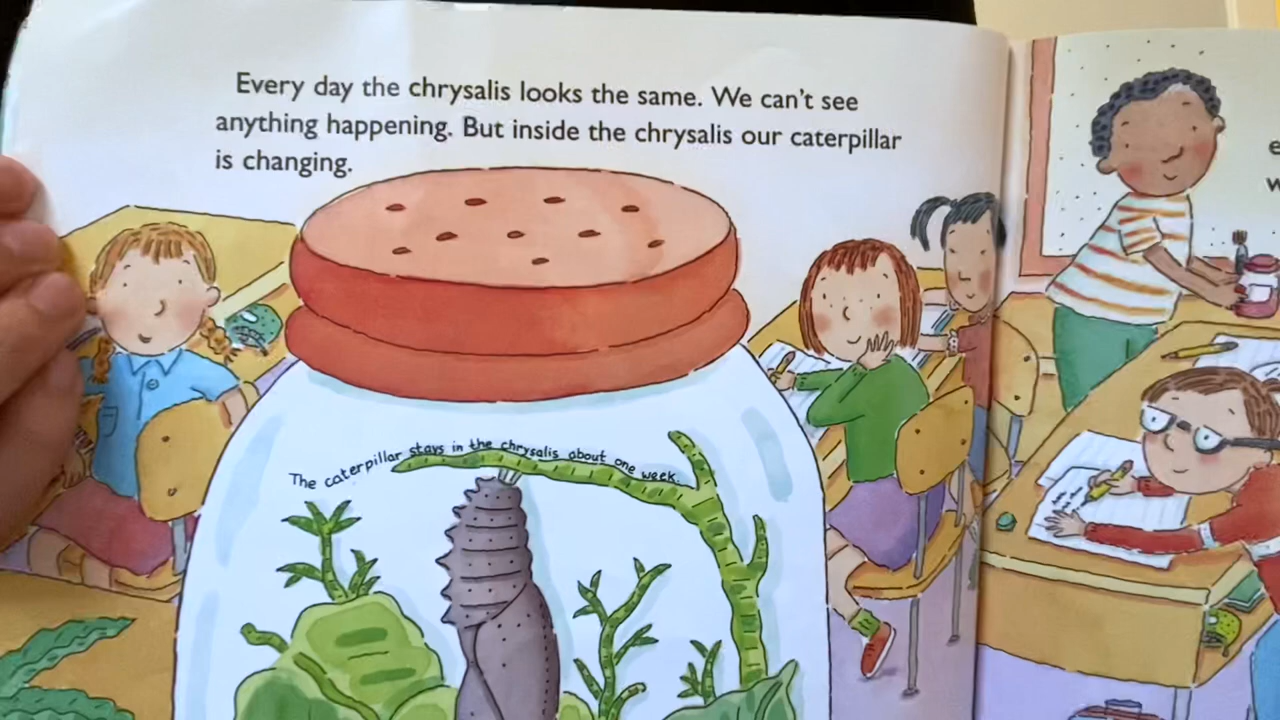 Every day the chrysalis looks the same. We can't see
anything happening. But inside the chrysalis our caterpillar
is changing.
The caterpillar stays in the chrysalis about one week.